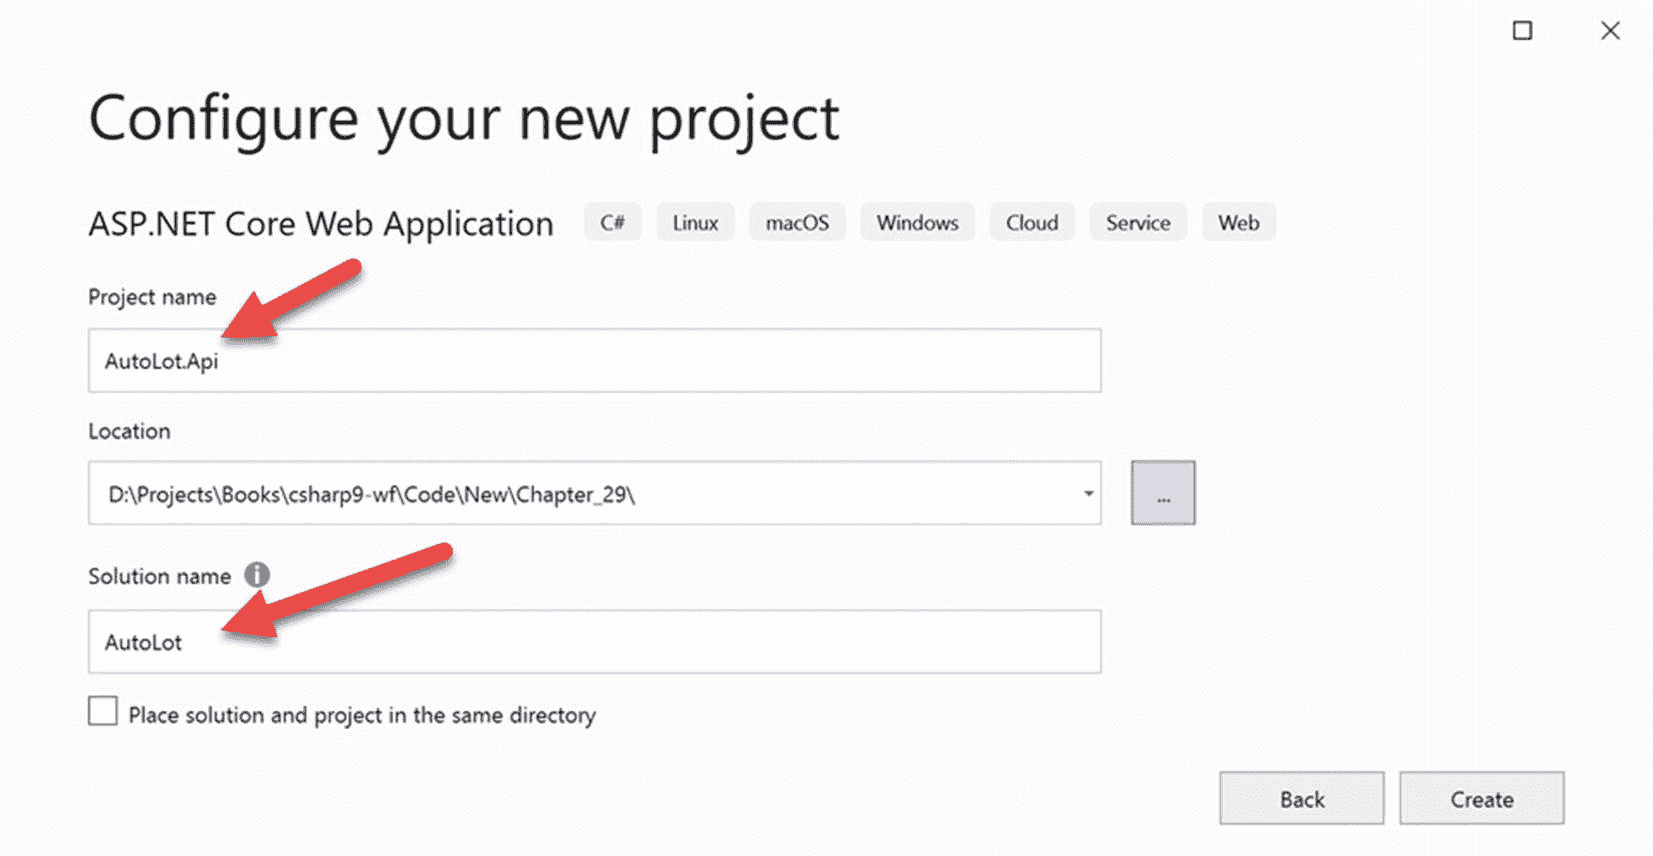 Configure your new project
ASP.NET Core Web Application C# Linux macOS Windows Cloud Service Web
Project name
AutoLot.Api
Location
D:\Projects\Books\csharp9-wf\Code\New\Chapter_29\
...
Solution name i
AutoLot
Place solution and project in the same directory
Back Create